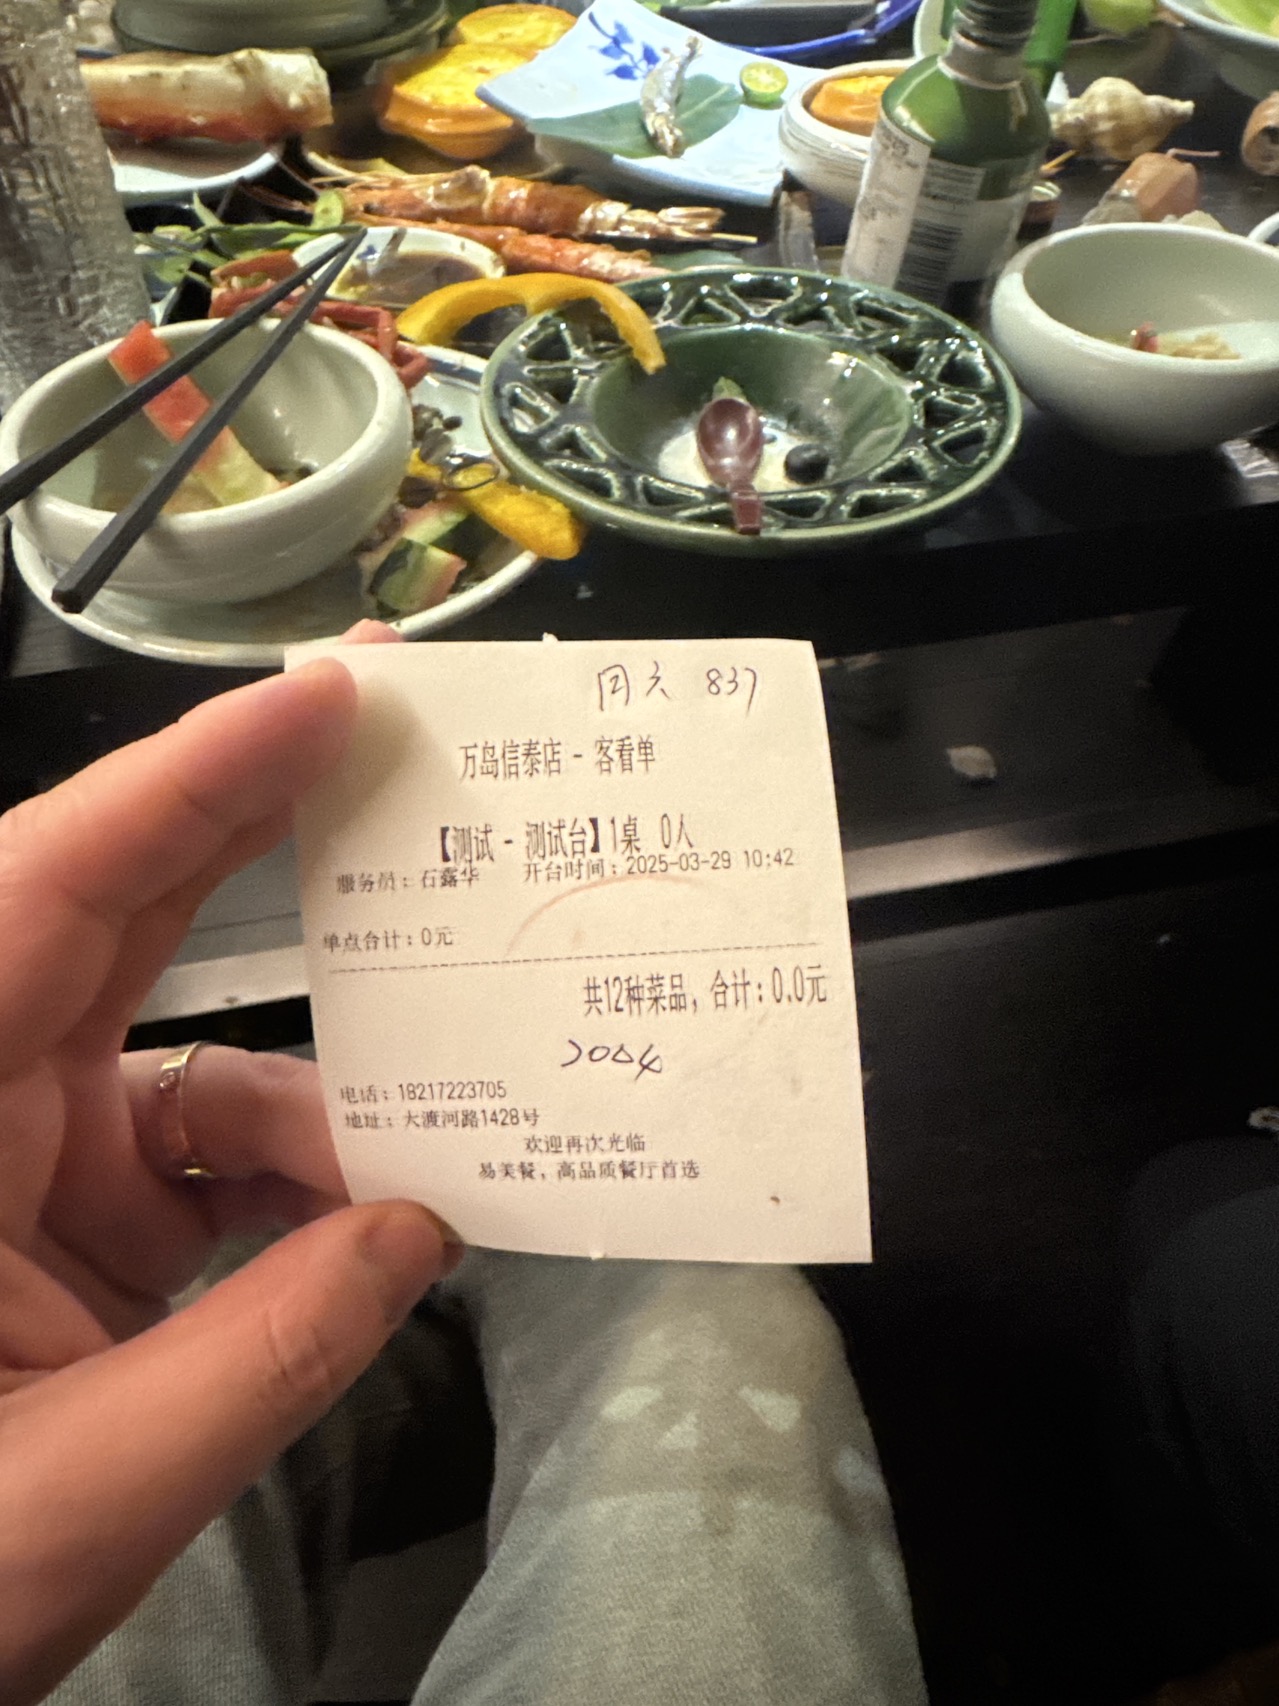 周六 837
万岛信泰店 - 客看单
【测试 - 测试台】1桌 0人
服务员：石露华 开台时间：2025-03-29 10:42
单点合计：0元
共12种菜品, 合计：0.0元
电话：18217223705
地址：大渡河路1428号
欢迎再次光临
易美餐, 高品质餐厅首选